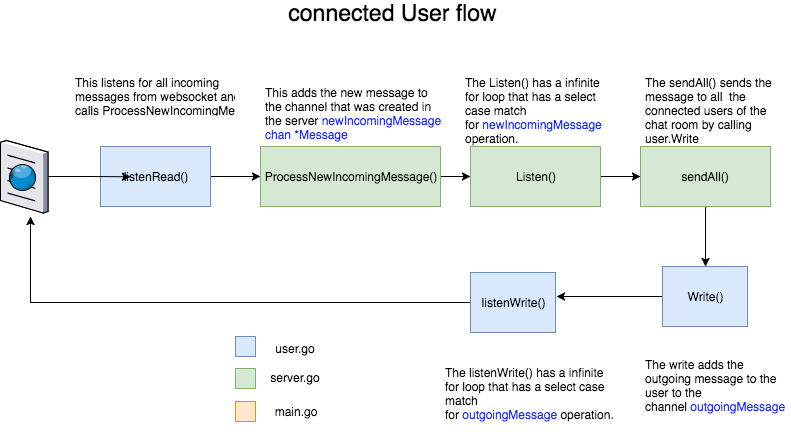 connected User flow
This listens for all incoming
messages from websocket and
calls ProcessNewIncomingMe
This adds the new message to
the channel that was created in
the server newIncomingMessage
chan *Message
The Listen() has a infinite
for loop that has a select
case match
for newIncomingMessage
operation.
The sendAll() sends the
message to all the
connected users of the
chat room by calling
user.Write
listenRead()
ProcessNewIncomingMessage()
Listen()
sendAll()
listenWrite()
Write()
user.go
server.go
main.go
The listenWrite() has a infinite
for loop that has a select case
match
for outgoingMessage operation.
The write adds the
outgoing message to the
user to the
channel outgoingMessage